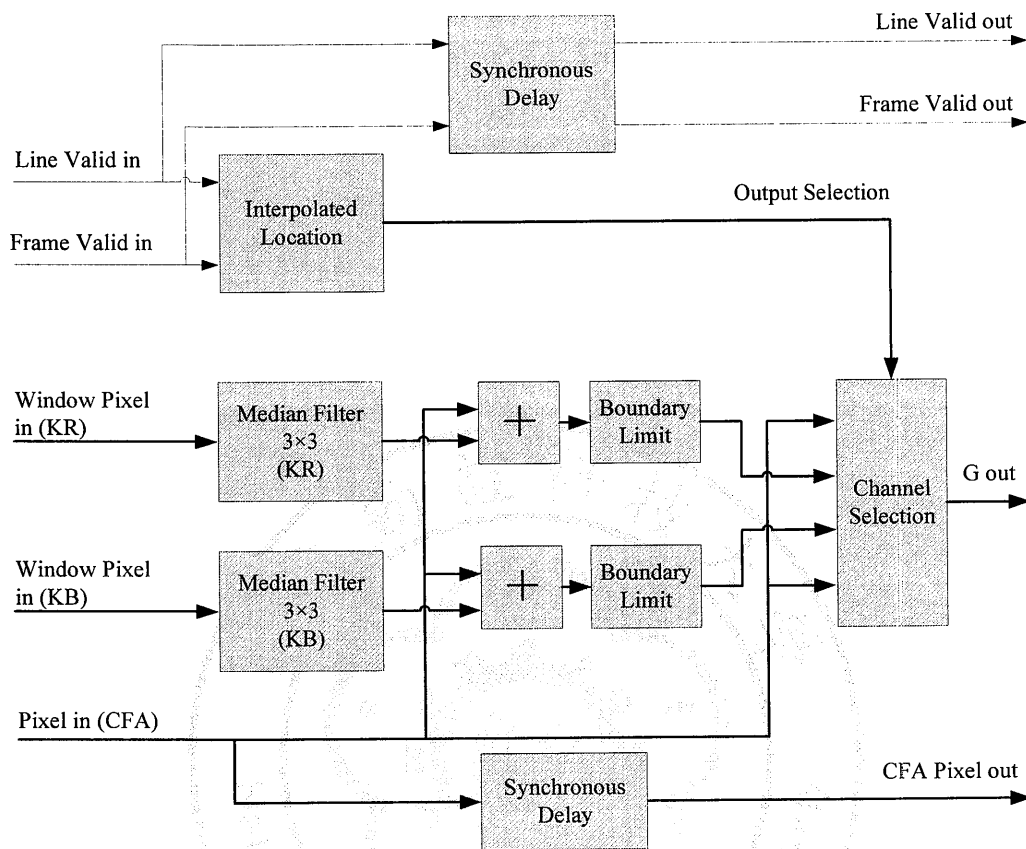 Line Valid out
Synchronous
Delay
Frame Valid out
Line Valid in
Output Selection
Interpolated
Location
Frame Valid in
Window Pixel
in (KR)
Median Filter
3×3
(KR)
+
Boundary
Limit
G out
Channel
Selection
Window Pixel
in (KB)
Median Filter
3×3
(KB)
+
Boundary
Limit
Pixel in (CFA)
CFA Pixel out
Synchronous
Delay